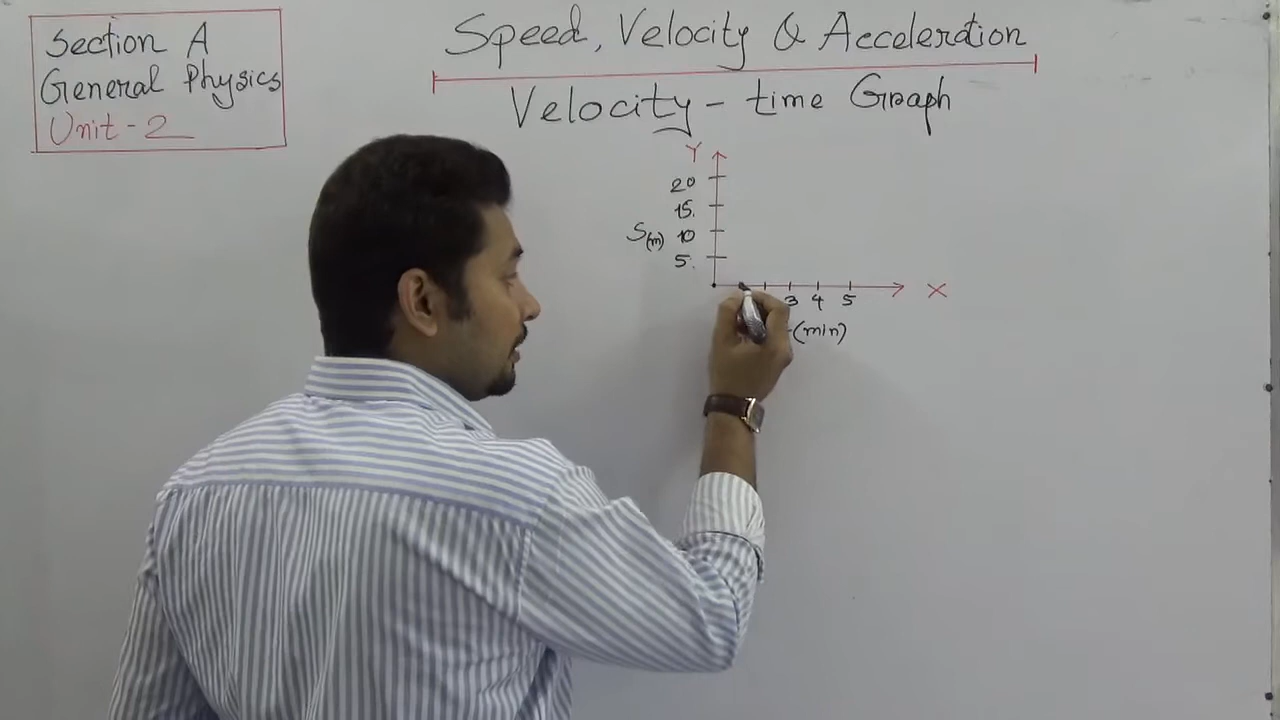 Section A
General Physics
Unit - 2
Speed, Velocity & Acceleration
Velocity - time Graph
Y
20
15
S(m) 10
5
3 4 5 X
(min)